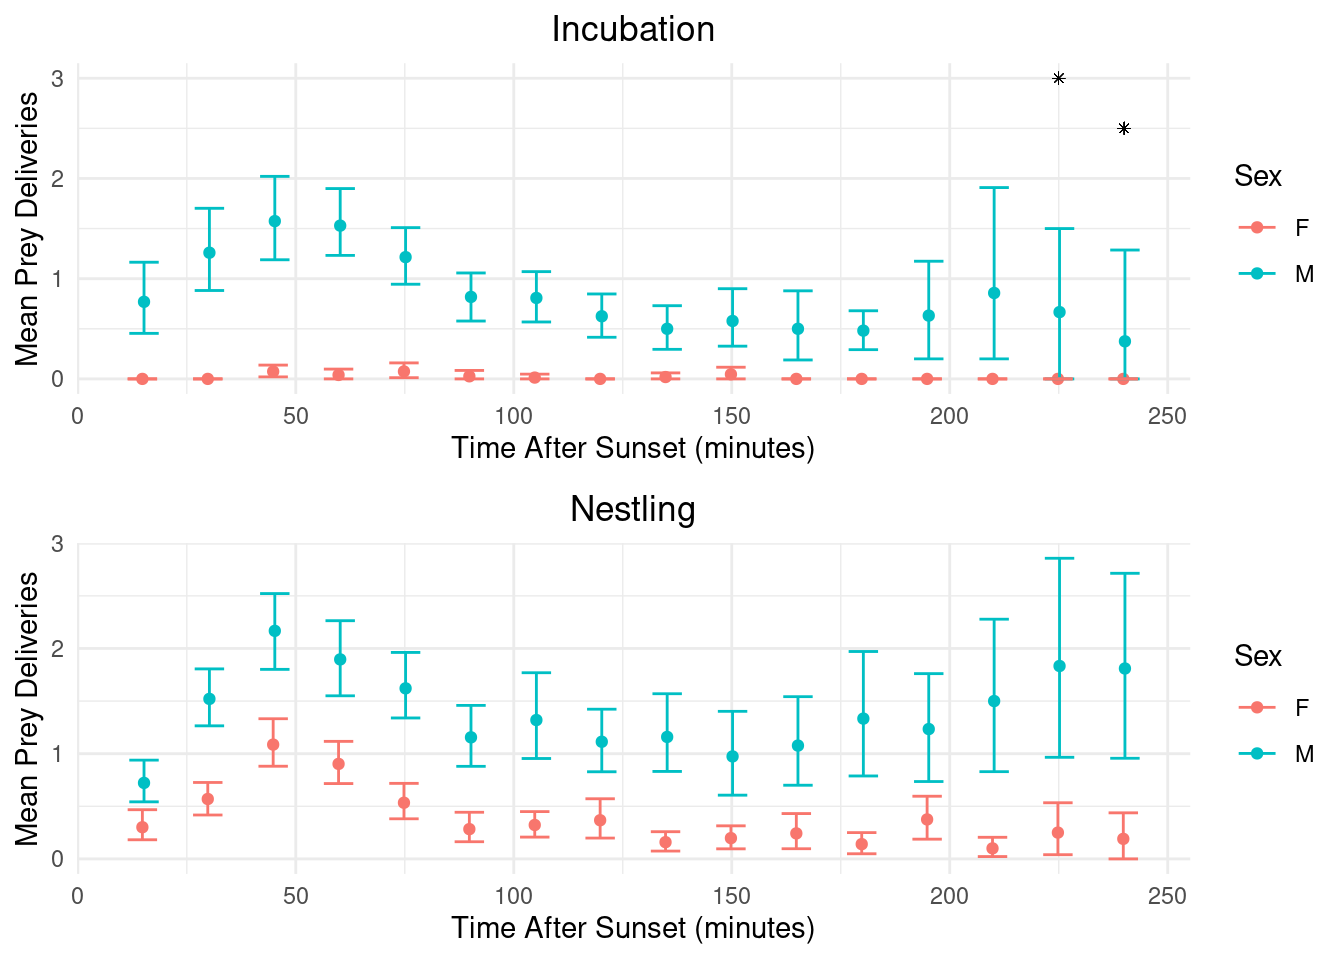 Incubation
Mean Prey Deliveries
3
2
1
0
0 50 100 150 200 250
Time After Sunset (minutes)
Sex
F
M
Nestling
Mean Prey Deliveries
3
2
1
0
0 50 100 150 200 250
Time After Sunset (minutes)
Sex
F
M